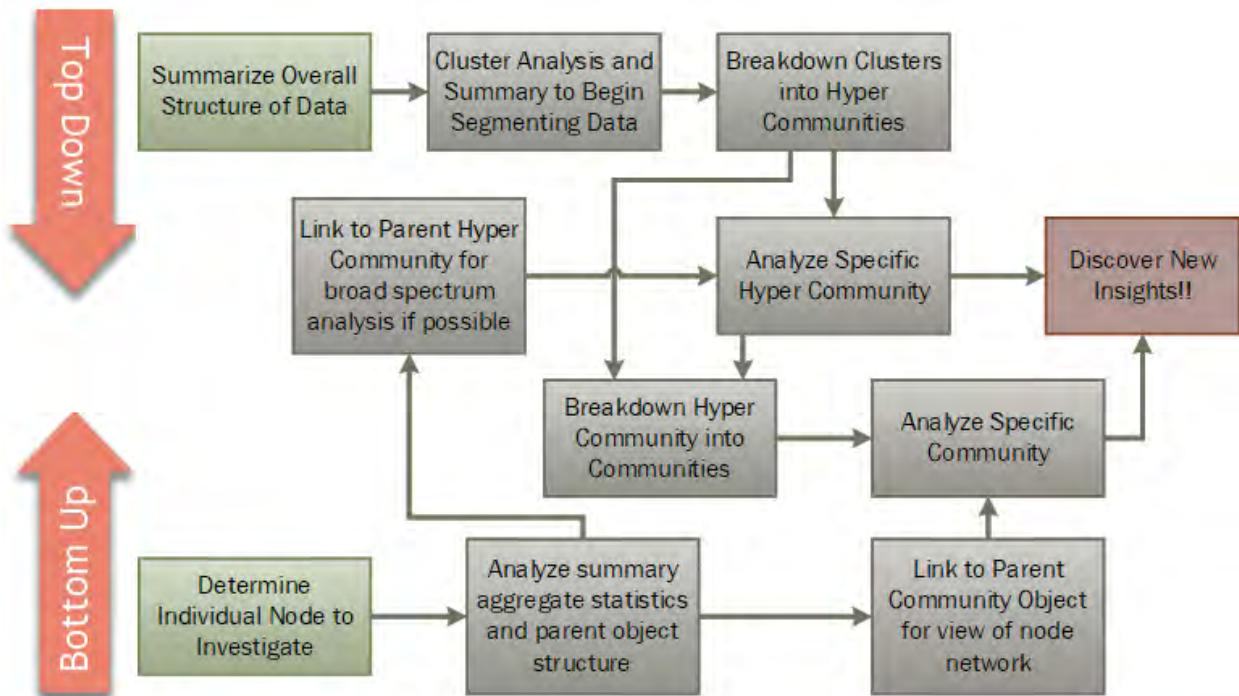 Top Down
Summarize Overall
Structure of Data
Cluster Analysis and
Summary to Begin
Segmenting Data
Breakdown Clusters
into Hyper
Communities
Link to Parent Hyper
Community for
broad spectrum
analysis if possible
Analyze Specific
Hyper Community
Discover New
Insights!!
Breakdown Hyper
Community into
Communities
Analyze Specific
Community
Bottom Up
Determine
Individual Node to
Investigate
Analyze summary
aggregate statistics
and parent object
structure
Link to Parent
Community Object
for view of node
network